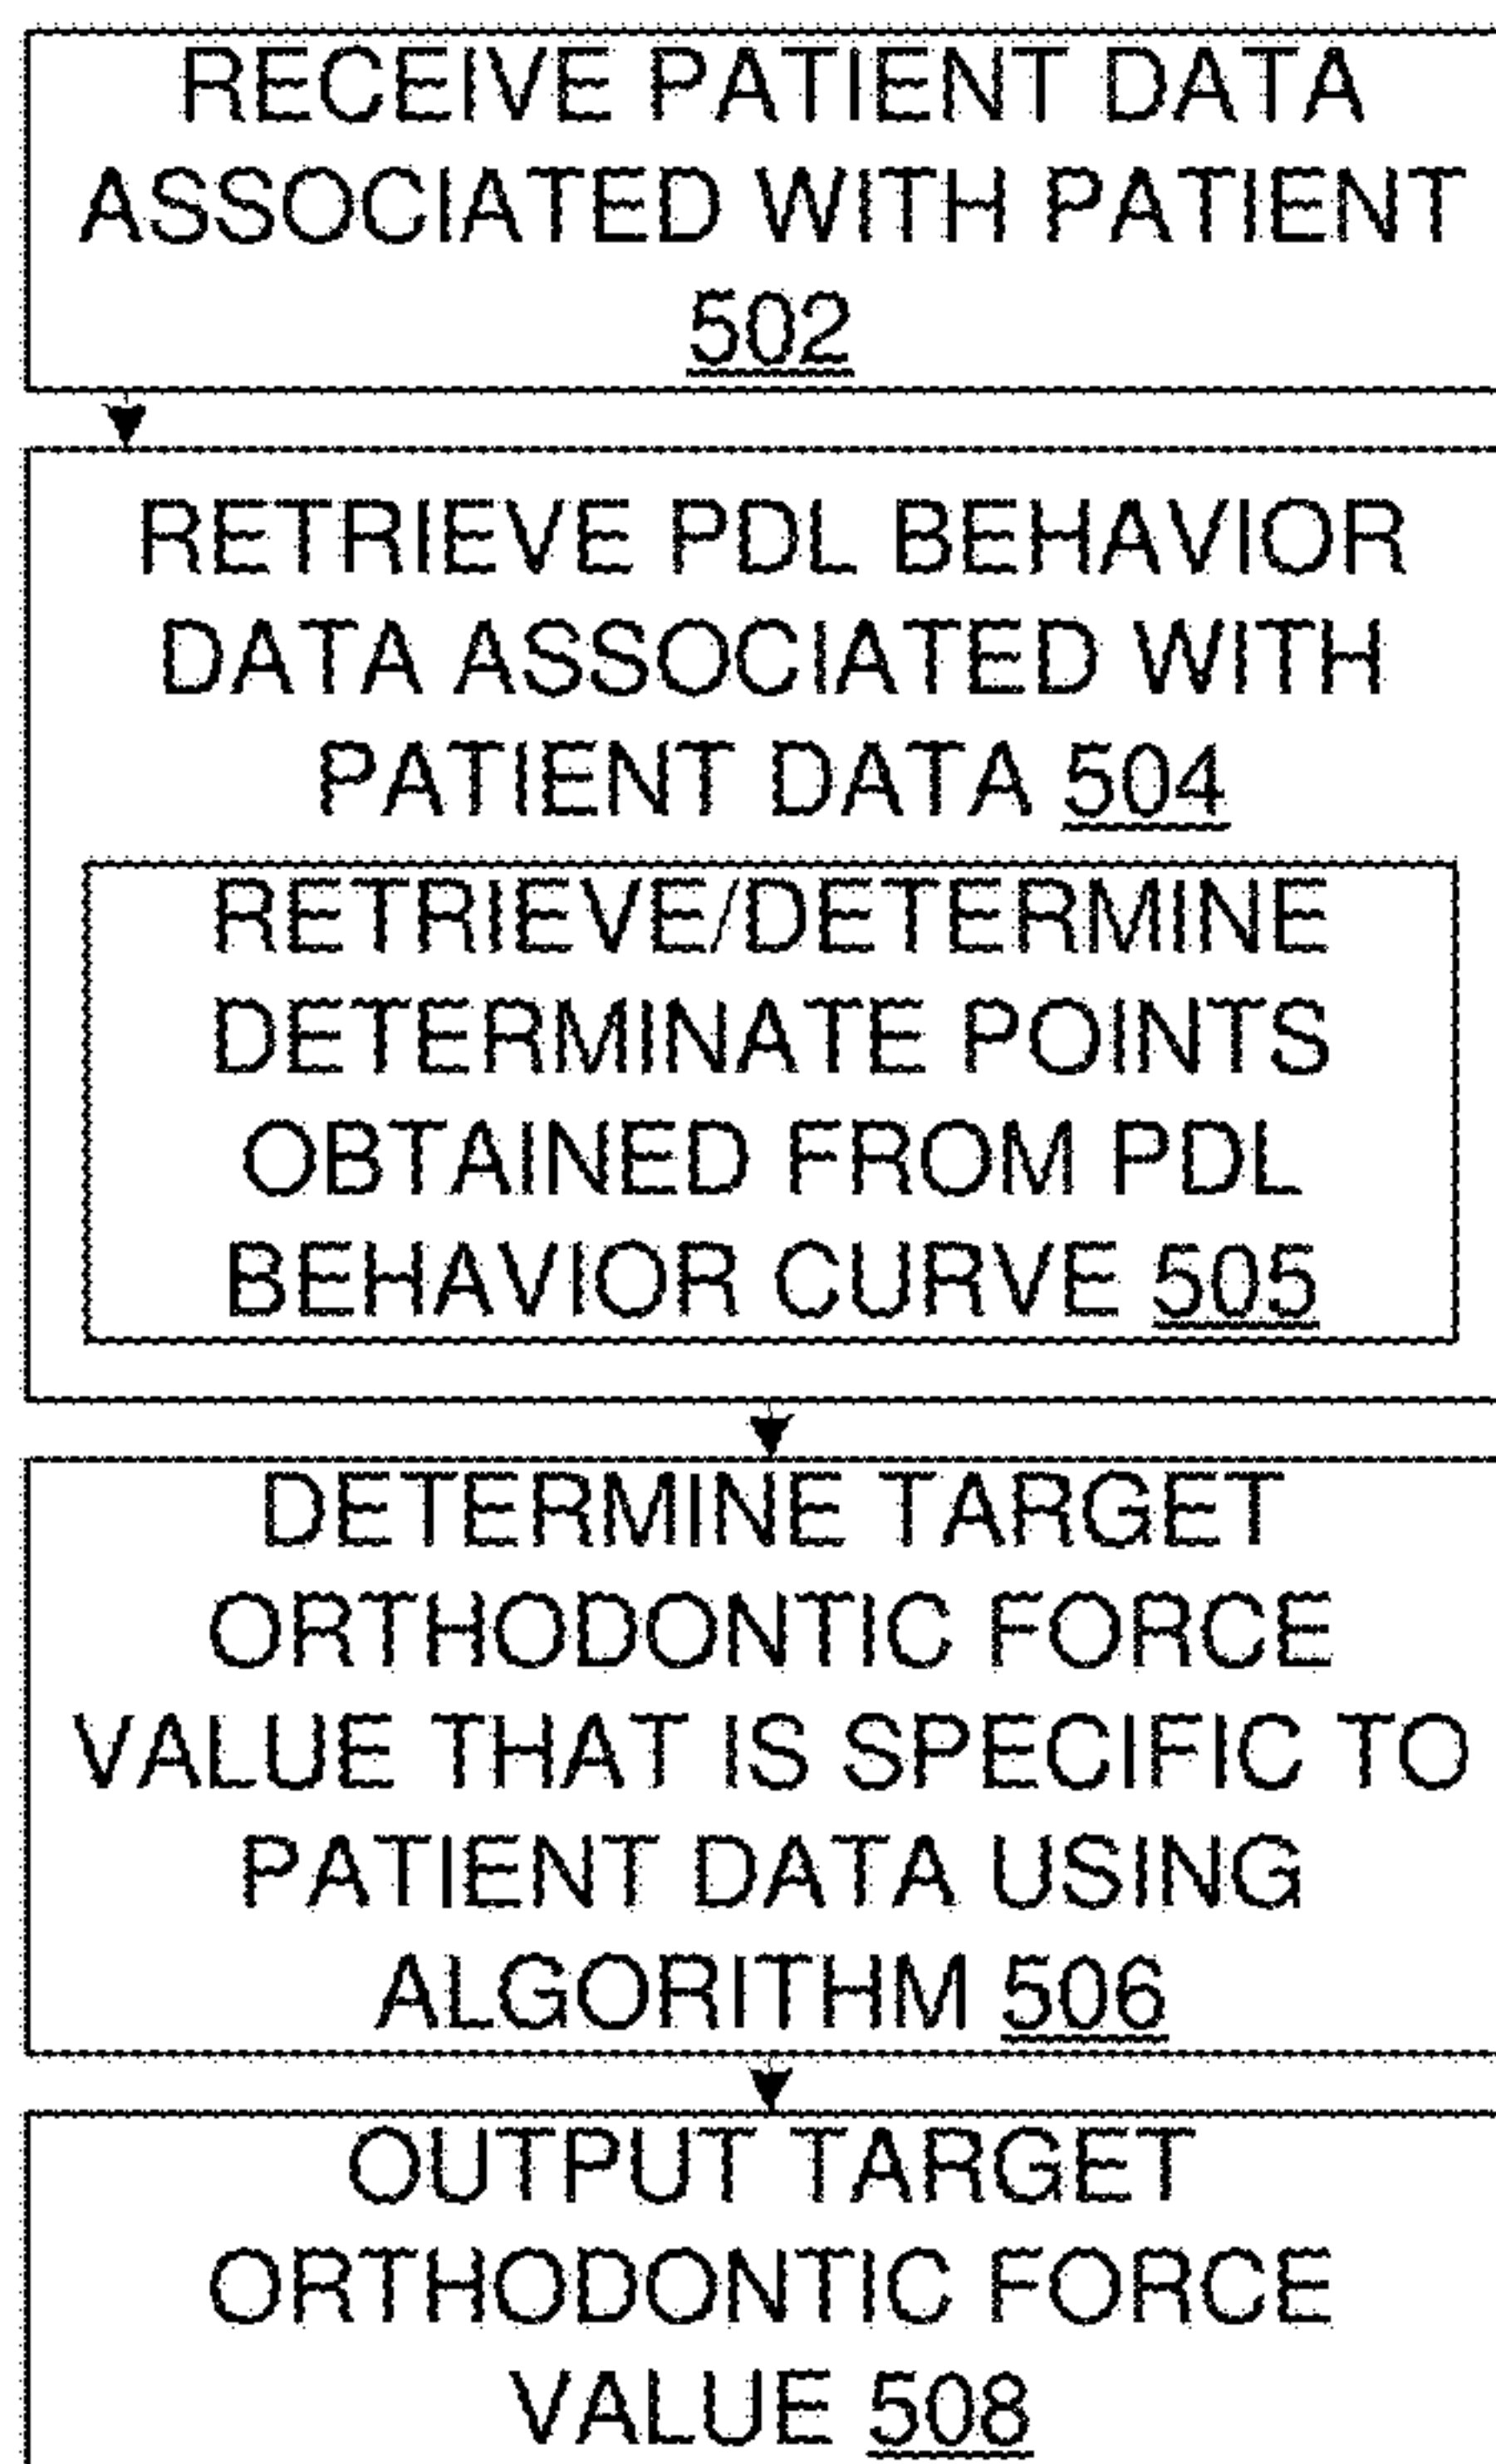 RECEIVE PATIENT DATA
ASSOCIATED WITH PATIENT
502
RETRIEVE PDL BEHAVIOR
DATA ASSOCIATED WITH
PATIENT DATA 504
RETRIEVE/DETERMINE
DETERMINATE POINTS
OBTAINED FROM PDL
BEHAVIOR CURVE 505
DETERMINE TARGET
ORTHODONTIC FORCE
VALUE THAT IS SPECIFIC TO
PATIENT DATA USING
ALGORITHM 506
OUTPUT TARGET
ORTHODONTIC FORCE
VALUE 508